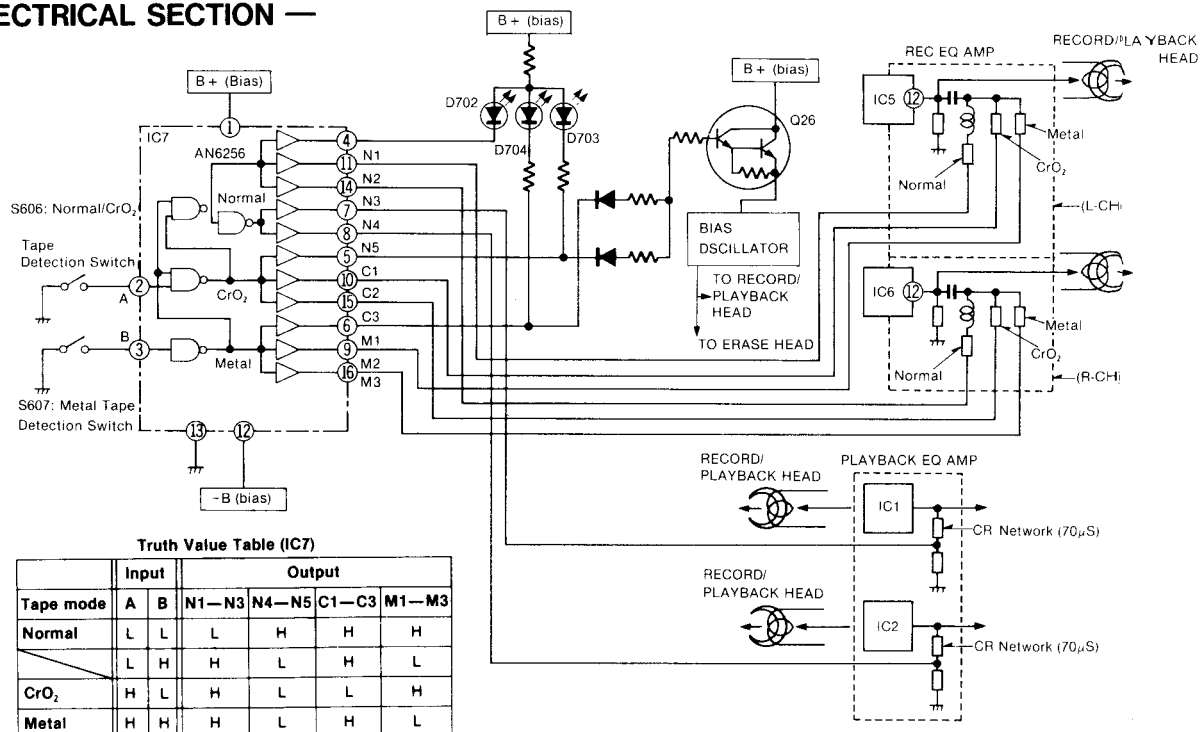 ECTRICAL SECTION —
B + (bias)
B + (Bias)
B + (bias)
REC EQ AMP
RECORD/PLAYBACK
HEAD
1
IC7
AN6256
D702
D704
D703
Q26
IC5
12
Metal
CrO₂
Normal
(L-CH)
4
11 N1
14 N2
7 N3
8 N4
5 N5
10 C1
15 C2
6 C3
9 M1
16 M2
M3
Normal
S606: Normal/CrO₂
Tape
Detection Switch
2
A
CrO₂
B
3
Metal
S607: Metal Tape
Detection Switch
13
12
−B (bias)
BIAS
OSCILLATOR
TO RECORD/
PLAYBACK
HEAD
TO ERASE HEAD
IC6
12
Metal
CrO₂
Normal
(R-CH)
RECORD/
PLAYBACK HEAD
PLAYBACK EQ AMP
IC1
CR Network (70µS)
RECORD/
PLAYBACK HEAD
IC2
CR Network (70µS)
Truth Value Table (IC7)
Input Output
Tape mode A B N1—N3 N4—N5 C1—C3 M1—M3
Normal L L L H H H
L H H L H L
CrO₂ H L H L L H
Metal H H H L H L